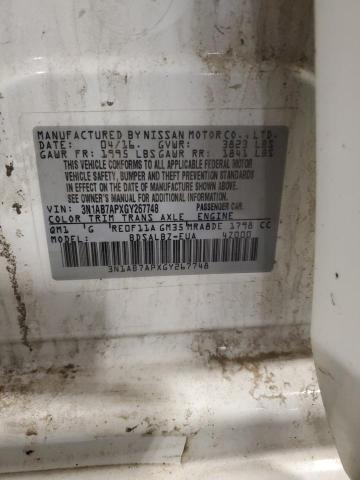 MANUFACTURED BY NISSAN MOTOR CO., LTD.
DATE: 04/16. GVWR: 3823 LBS
GAWR FR: 1995 LBS GAWR RR: 1841 LBS
THIS VEHICLE CONFORMS TO ALL APPLICABLE FEDERAL MOTOR
VEHICLE SAFETY, BUMPER, AND THEFT PREVENTION STANDARDS
IN EFFECT ON THE DATE OF MANUFACTURE SHOWN ABOVE.
SEE OWNER'S MANUAL FOR ADDITIONAL INFORMATION
VIN: 3N1AB7APXGY267748 PASSENGER CAR.
COLOR TRIM TRANS AXLE ENGINE
QM1 'G 'RE0F11A GM35'MRA8DE 1798 CC
MODEL: BDSALBZ-EUA 4Z000
3N1AB7APXGY267748